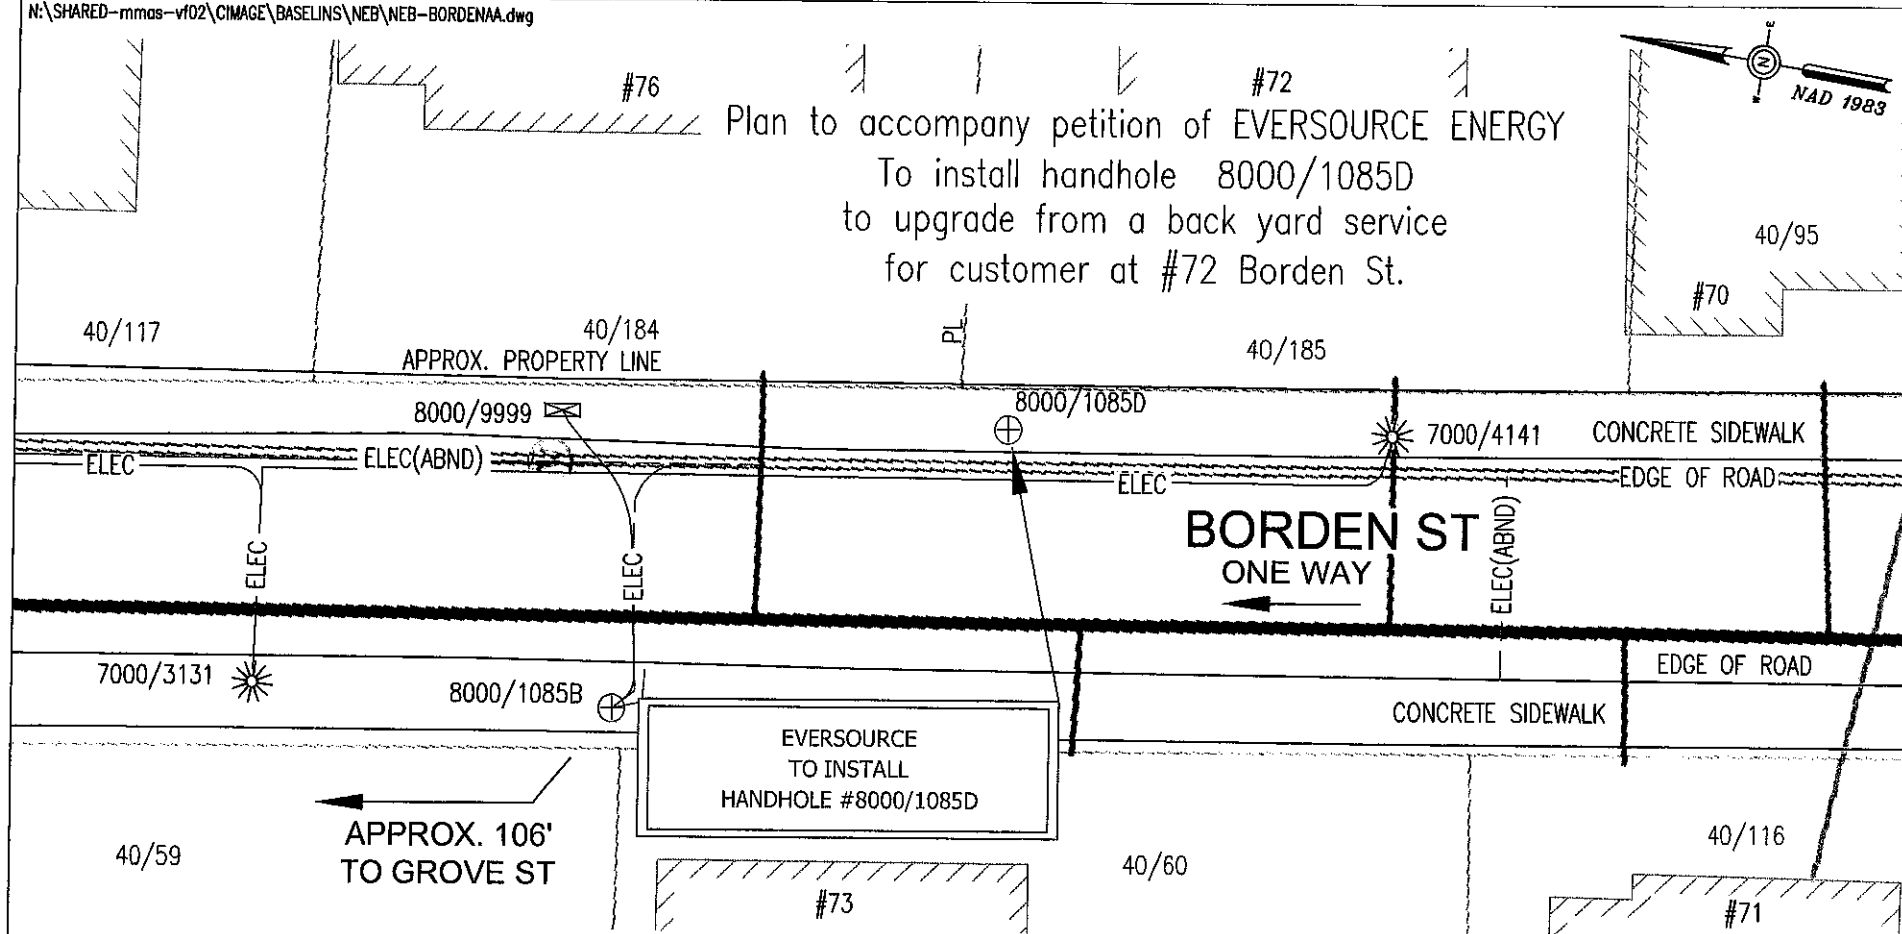 N:\SHARED-mmas-vf02\CIMAGE\BASELINS\NEB\NEB-BORDENAA.dwg
E
N
W
NAD 1983
#76
#72
Plan to accompany petition of EVERSOURCE ENERGY
To install handhole 8000/1085D
to upgrade from a back yard service
for customer at #72 Borden St.
40/95
#70
40/117
40/184
PL
40/185
APPROX. PROPERTY LINE
8000/9999
8000/1085D
7000/4141
CONCRETE SIDEWALK
ELEC
ELEC(ABND)
ELEC
EDGE OF ROAD
BORDEN ST
ONE WAY
ELEC
ELEC
ELEC(ABND)
7000/3131
8000/1085B
EDGE OF ROAD
CONCRETE SIDEWALK
EVERSOURCE
TO INSTALL
HANDHOLE #8000/1085D
APPROX. 106'
TO GROVE ST
40/59
40/60
40/116
#73
#71